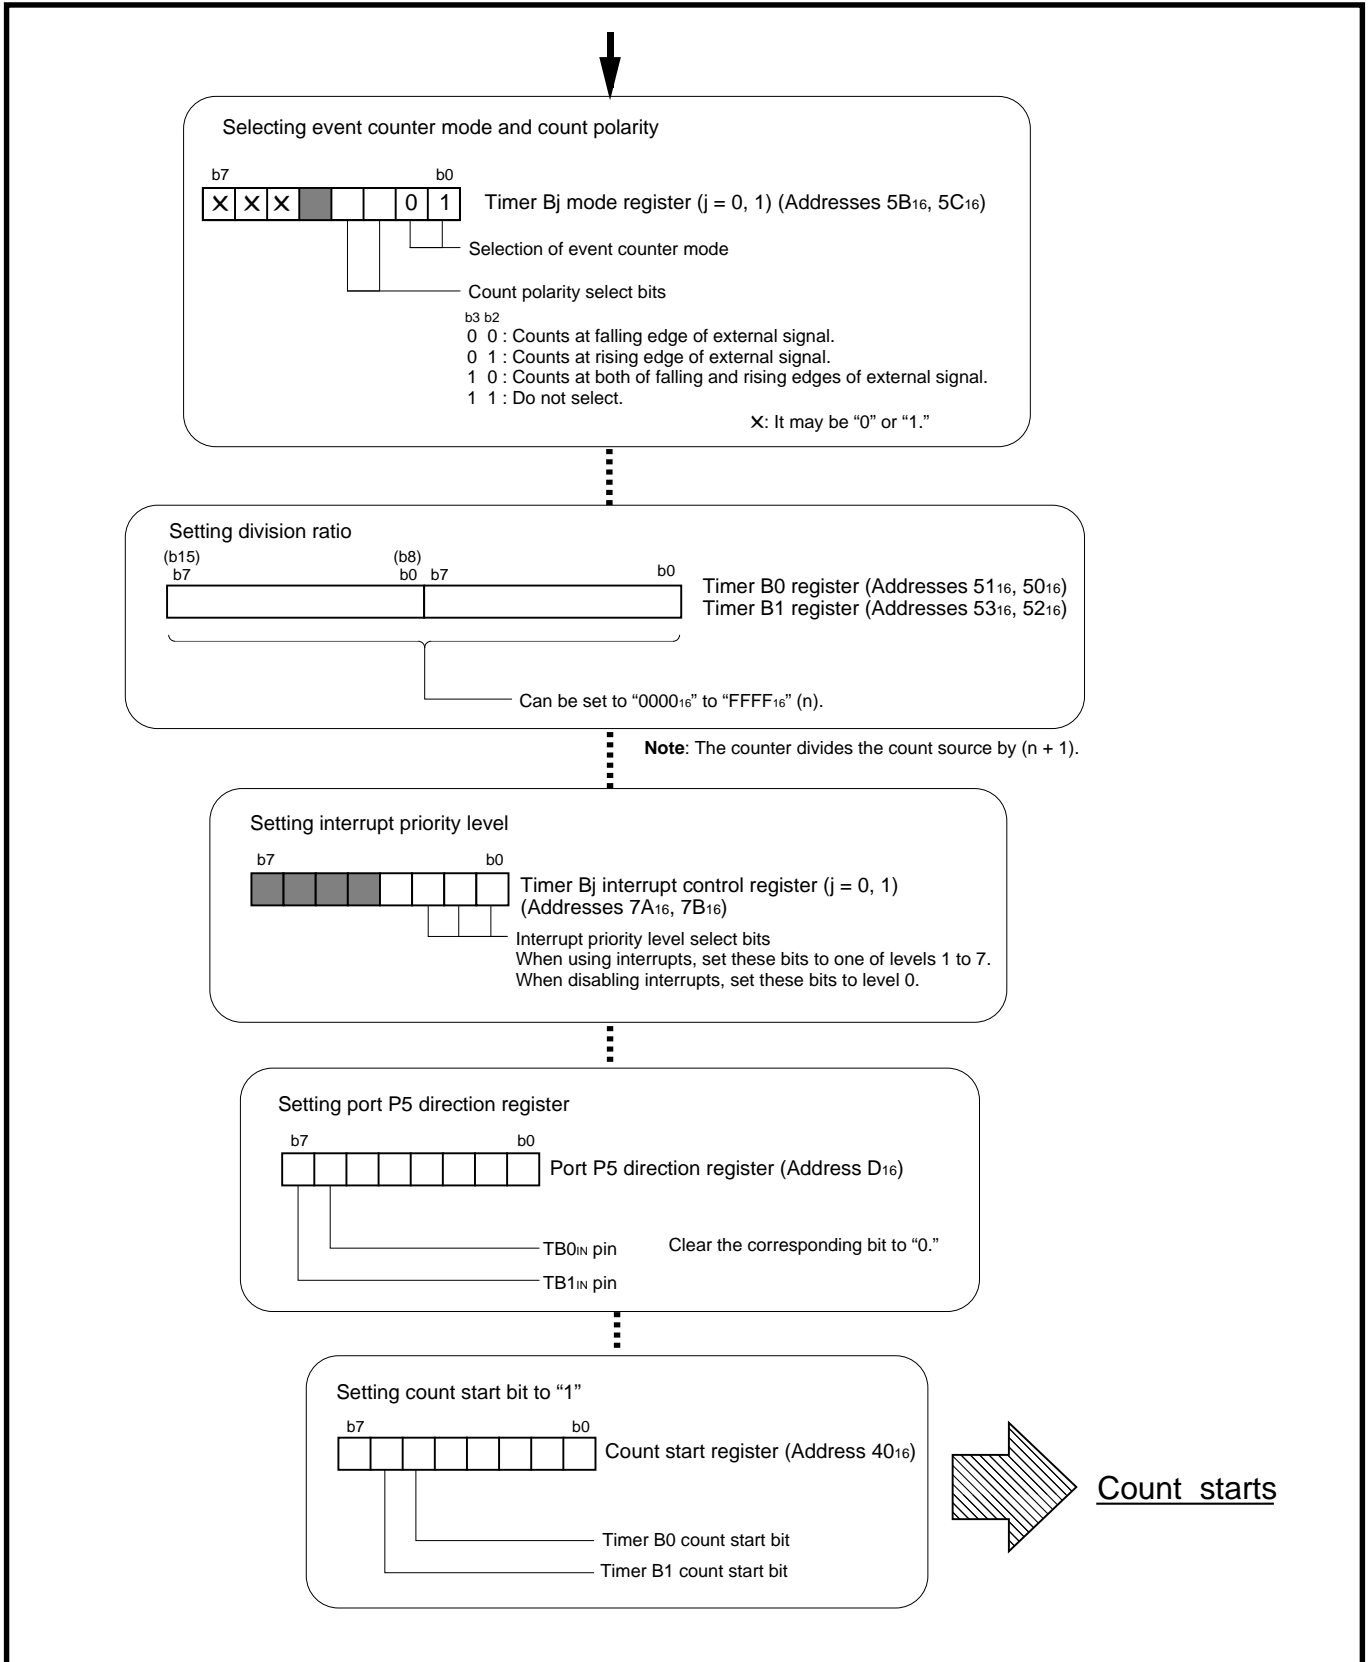 Selecting event counter mode and count polarity
b7 b0
✕ ✕ ✕ 0 1 Timer Bj mode register (j = 0, 1) (Addresses 5B16, 5C16)
Selection of event counter mode
Count polarity select bits
b3 b2
0 0 : Counts at falling edge of external signal.
0 1 : Counts at rising edge of external signal.
1 0 : Counts at both of falling and rising edges of external signal.
1 1 : Do not select.
✕: It may be “0” or “1.”
Setting division ratio
(b15) (b8)
b7 b0 b7 b0
Timer B0 register (Addresses 5116, 5016)
Timer B1 register (Addresses 5316, 5216)
Can be set to “000016” to “FFFF16” (n).
Note: The counter divides the count source by (n + 1).
Setting interrupt priority level
b7 b0
Timer Bj interrupt control register (j = 0, 1)
(Addresses 7A16, 7B16)
Interrupt priority level select bits
When using interrupts, set these bits to one of levels 1 to 7.
When disabling interrupts, set these bits to level 0.
Setting port P5 direction register
b7 b0
Port P5 direction register (Address D16)
TB0IN pin Clear the corresponding bit to “0.”
TB1IN pin
Setting count start bit to “1”
b7 b0
Count start register (Address 4016)
Count starts
Timer B0 count start bit
Timer B1 count start bit